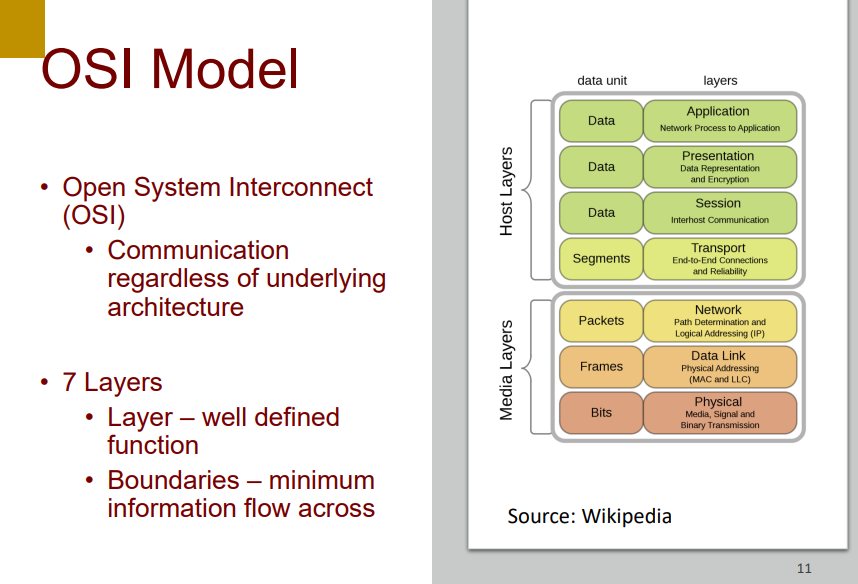 OSI Model
• Open System Interconnect
(OSI)
• Communication
regardless of underlying
architecture
• 7 Layers
• Layer – well defined
function
• Boundaries – minimum
information flow across
data unit layers
Host Layers
Data
Application
Network Process to Application
Data
Presentation
Data Representation
and Encryption
Data
Session
Interhost Communication
Segments
Transport
End-to-End Connections
and Reliability
Media Layers
Packets
Network
Path Determination and
Logical Addressing (IP)
Frames
Data Link
Physical Addressing
(MAC and LLC)
Bits
Physical
Media, Signal and
Binary Transmission
Source: Wikipedia
11